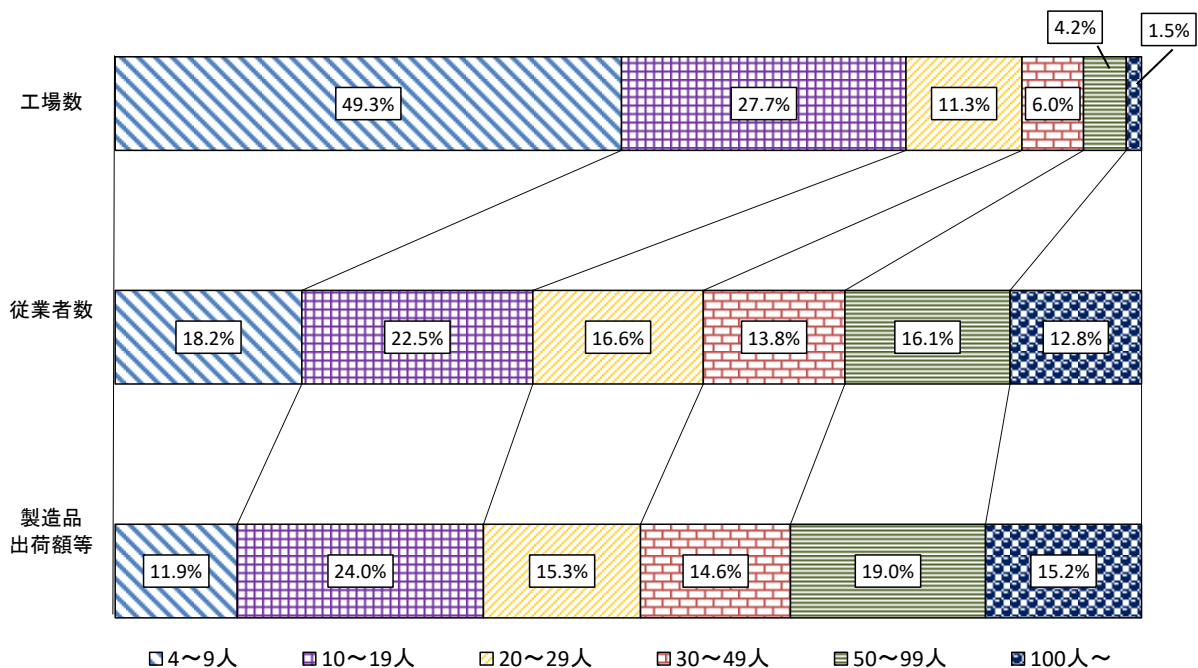 4.2%
1.5%
工場数
49.3%
27.7%
11.3%
6.0%
従業者数
18.2%
22.5%
16.6%
13.8%
16.1%
12.8%
製造品
出荷額等
11.9%
24.0%
15.3%
14.6%
19.0%
15.2%
4～9人
10～19人
20～29人
30～49人
50～99人
100人～